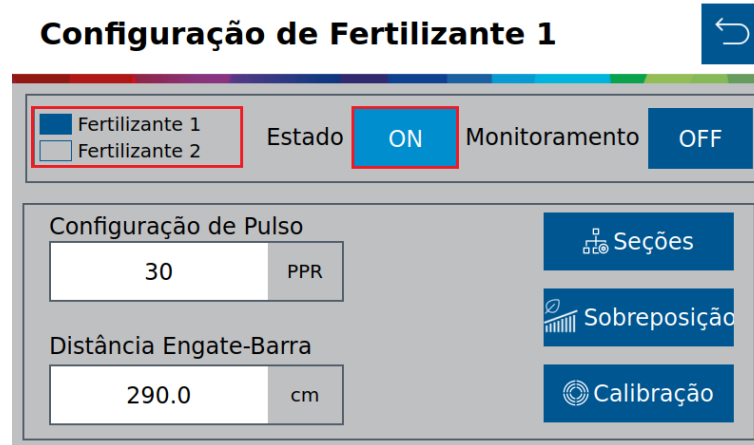 Configuração de Fertilizante 1
Fertilizante 1
Fertilizante 2
Estado
ON
Monitoramento
OFF
Configuração de Pulso
30
PPR
Seções
Sobreposição
Distância Engate-Barra
290.0
cm
Calibração